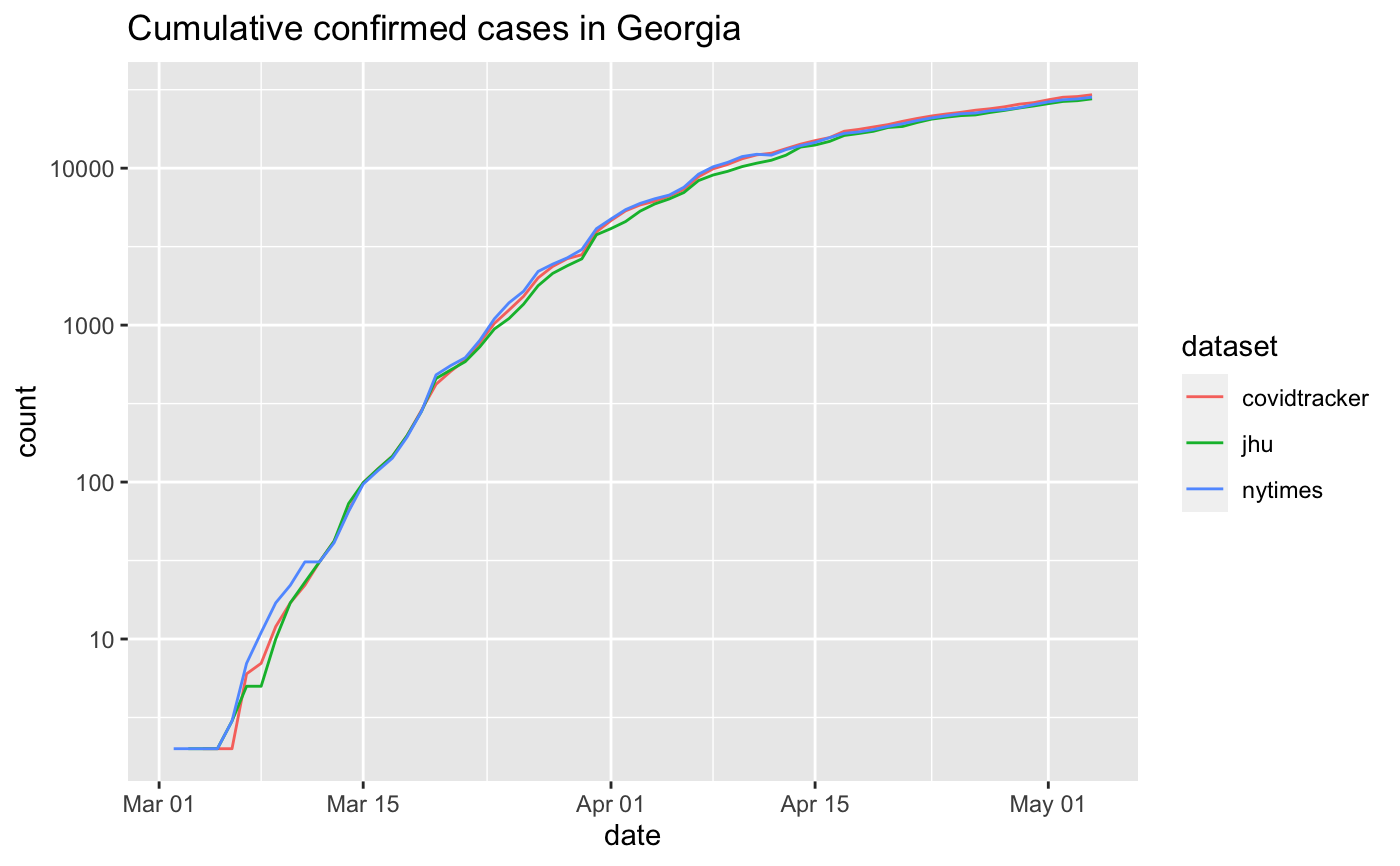 Cumulative confirmed cases in Georgia
count
10000
1000
100
10
Mar 01
Mar 15
Apr 01
Apr 15
May 01
date
dataset
covidtracker
jhu
nytimes